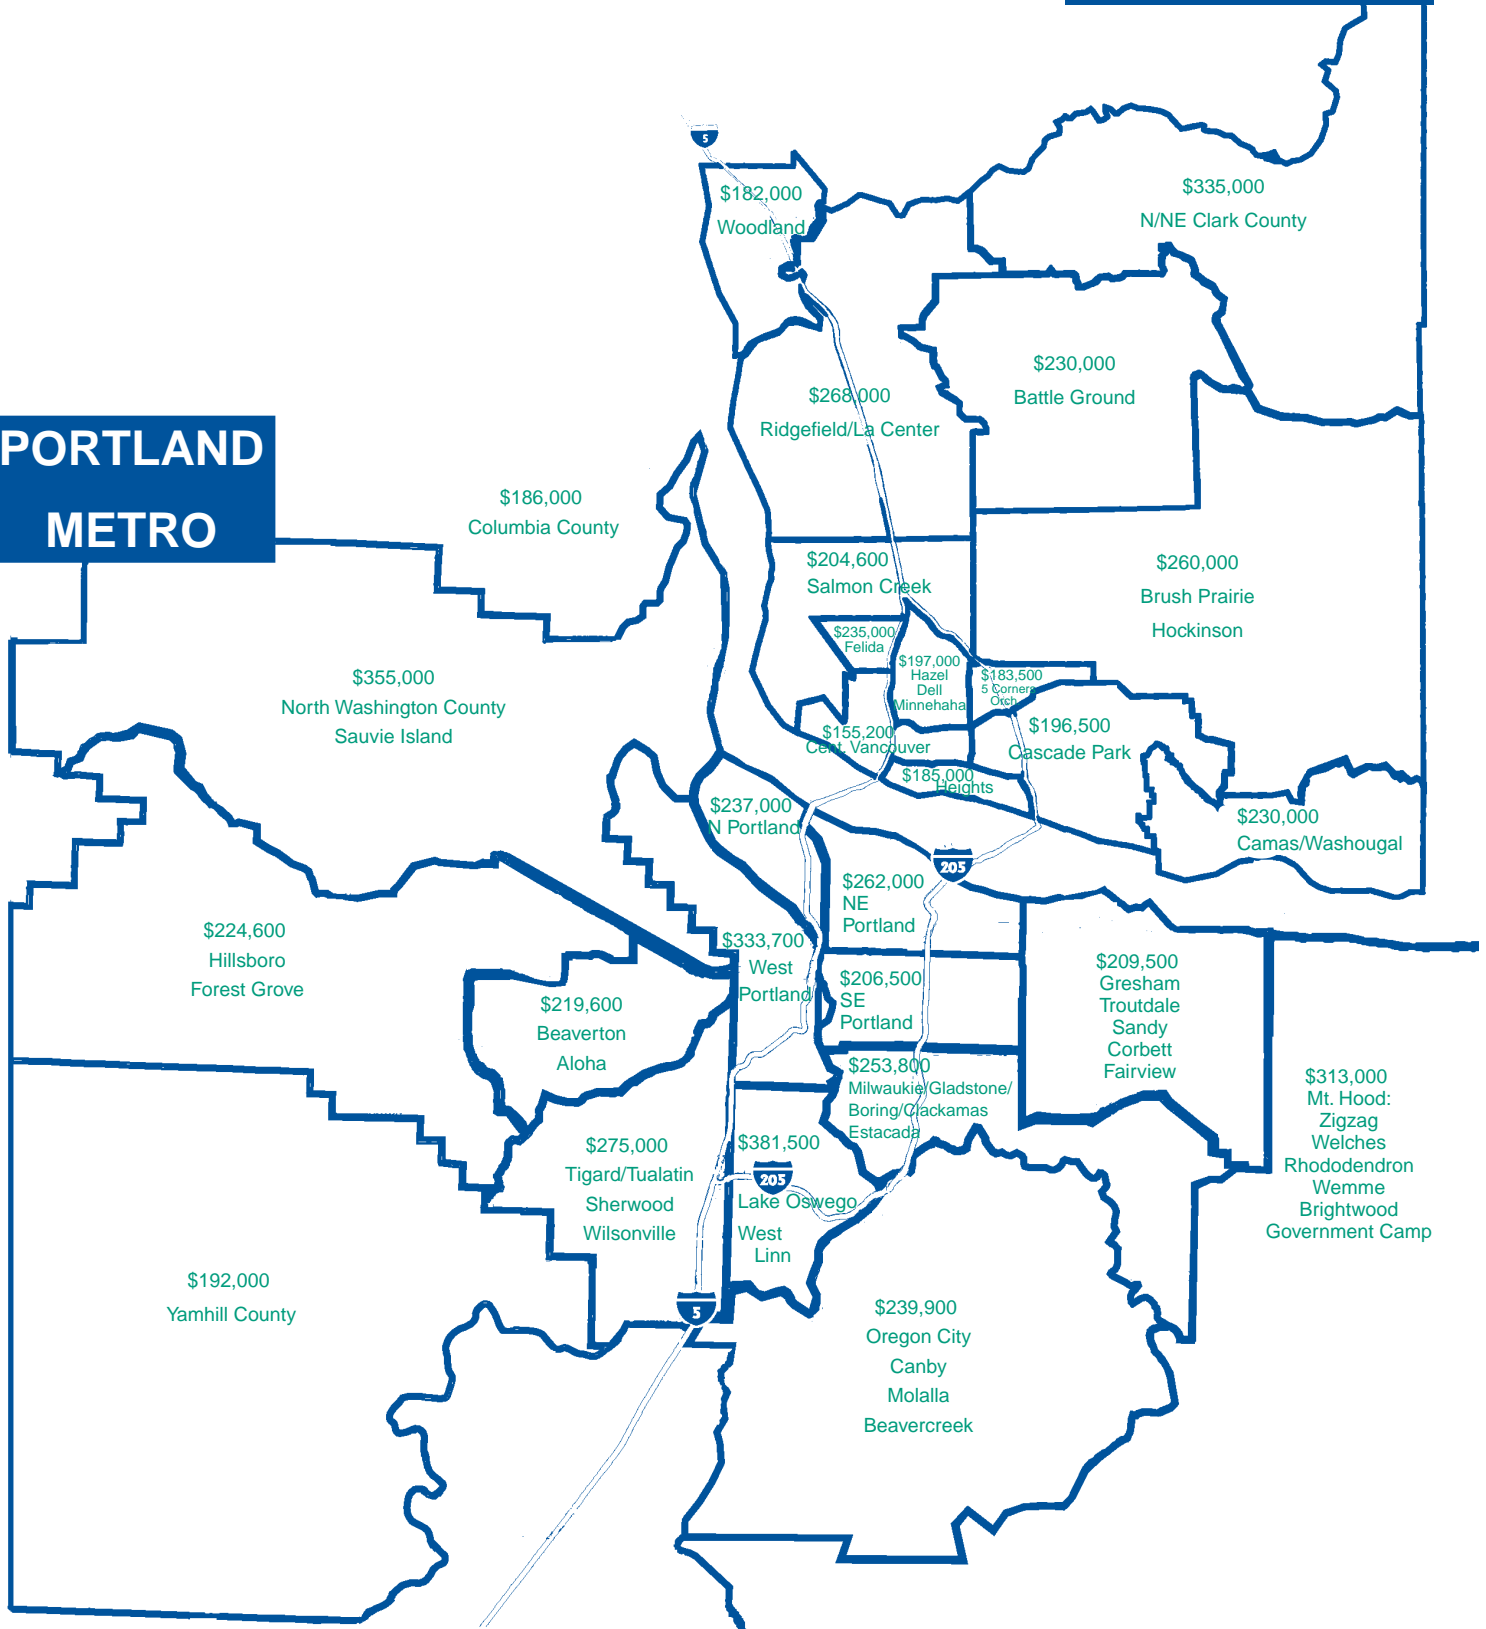 5
$182,000
Woodland
$335,000
N/NE Clark County
$230,000
Battle Ground
$268,000
Ridgefield/La Center
PORTLAND
METRO
$186,000
Columbia County
$204,600
Salmon Creek
$260,000
Brush Prairie
Hockinson
$235,000
Felida
$197,000
Hazel
Dell
Minnehaha
$183,500
5 Corners
Orch
$355,000
North Washington County
Sauvie Island
$155,200
Cent. Vancouver
$196,500
Cascade Park
$185,000
Heights
$237,000
N Portland
$230,000
Camas/Washougal
205
$262,000
NE
Portland
$224,600
Hillsboro
Forest Grove
$333,700
West
Portland
$219,600
Beaverton
Aloha
$206,500
SE
Portland
$209,500
Gresham
Troutdale
Sandy
Corbett
Fairview
$253,800
Milwaukie/Gladstone/
Boring/Clackamas
Estacada
$313,000
Mt. Hood:
Zigzag
Welches
Rhododendron
Wemme
Brightwood
Government Camp
$275,000
Tigard/Tualatin
Sherwood
Wilsonville
$381,500
205
Lake Oswego
West
Linn
$192,000
Yamhill County
5
$239,900
Oregon City
Canby
Molalla
Beavercreek